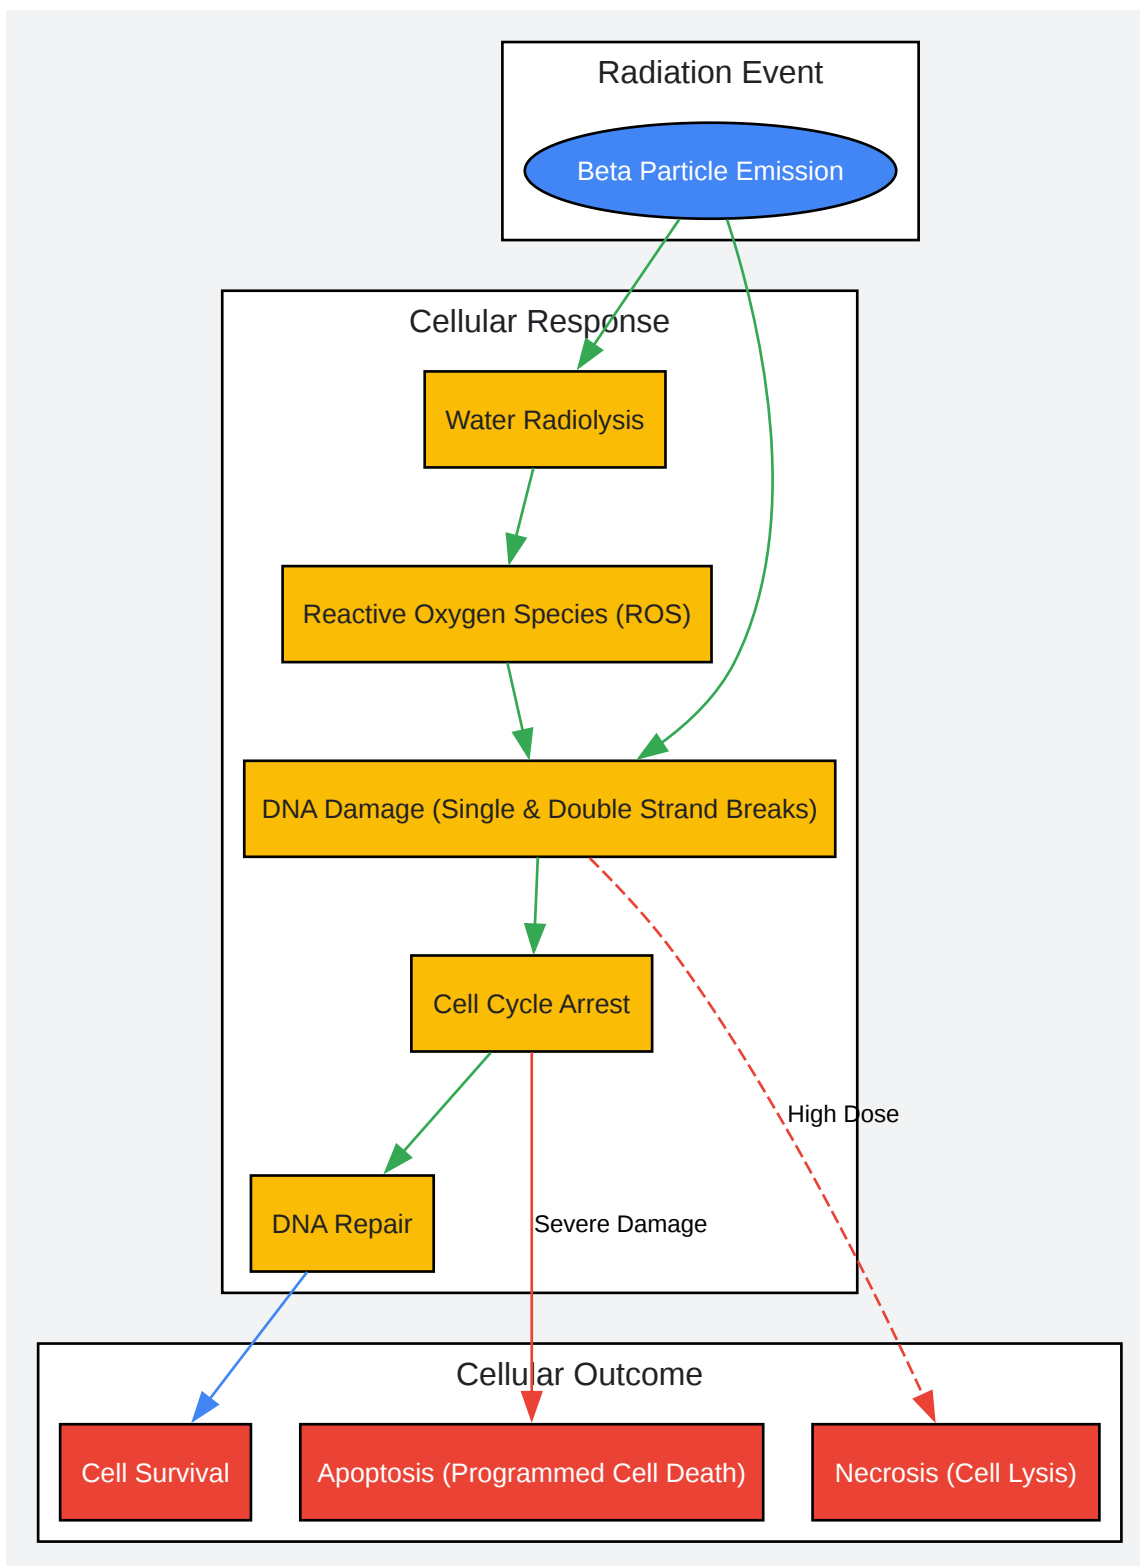 Radiation Event
Beta Particle Emission
Cellular Response
Water Radiolysis
Reactive Oxygen Species (ROS)
DNA Damage (Single & Double Strand Breaks)
Cell Cycle Arrest
High Dose
DNA Repair
Severe Damage
Cellular Outcome
Cell Survival
Apoptosis (Programmed Cell Death)
Necrosis (Cell Lysis)